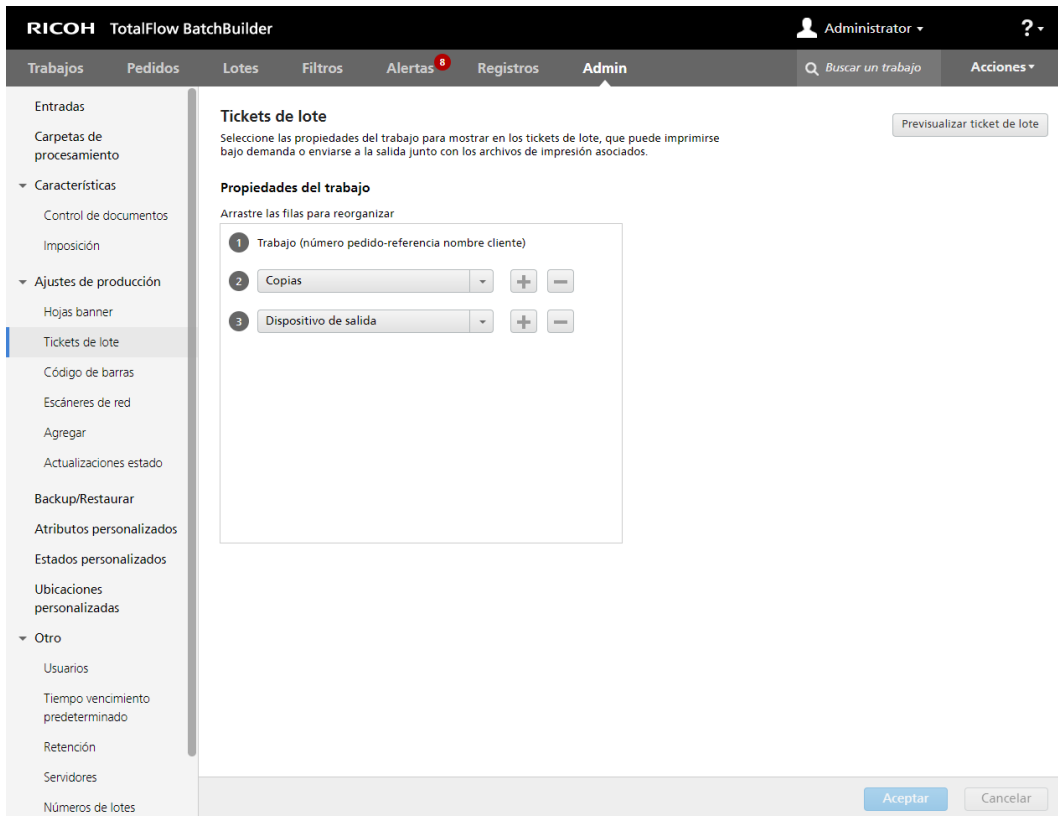 RICOH TotalFlow BatchBuilder
Administrator
?
Trabajos Pedidos Lotes Filtros Alertas 8 Registros Admin
Buscar un trabajo
Acciones
Entradas
Carpetas de
procesamiento
Características
Control de documentos
Imposición
Ajustes de producción
Hojas banner
Tickets de lote
Código de barras
Escáneres de red
Agregar
Actualizaciones estado
Backup/Restaurar
Atributos personalizados
Estados personalizados
Ubicaciones
personalizadas
Otro
Usuarios
Tiempo vencimiento
predeterminado
Retención
Servidores
Números de lotes
Tickets de lote
Seleccione las propiedades del trabajo para mostrar en los tickets de lote, que puede imprimirse
bajo demanda o enviarse a la salida junto con los archivos de impresión asociados.
Previsualizar ticket de lote
Propiedades del trabajo
Arrastre las filas para reorganizar
1 Trabajo (número pedido-referencia nombre cliente)
2 Copias
3 Dispositivo de salida
Aceptar
Cancelar